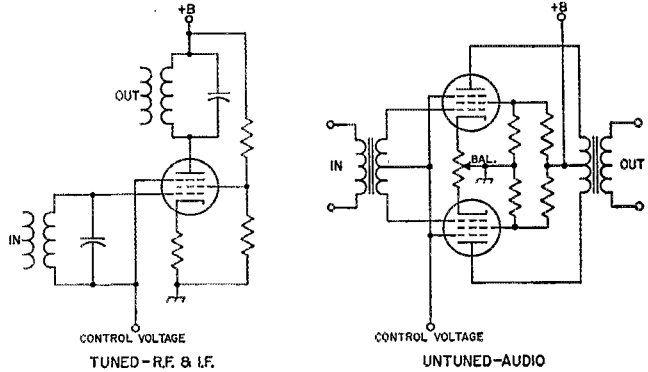 +B
+B
OUT
BAL.
IN
OUT
IN
CONTROL VOLTAGE
CONTROL VOLTAGE
TUNED-R.F. & I.F.
UNTUNED-AUDIO